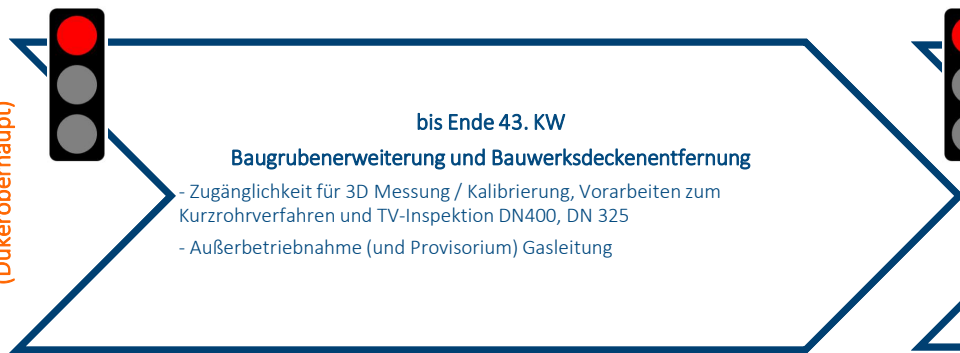 (Dükeroberhaupt)
bis Ende 43. KW
Baugrubenerweiterung und Bauwerksdeckenentfernung
- Zugänglichkeit für 3D Messung / Kalibrierung, Vorarbeiten zum
Kurzrohrverfahren und TV-Inspektion DN400, DN 325
- Außerbetriebnahme (und Provisorium) Gasleitung